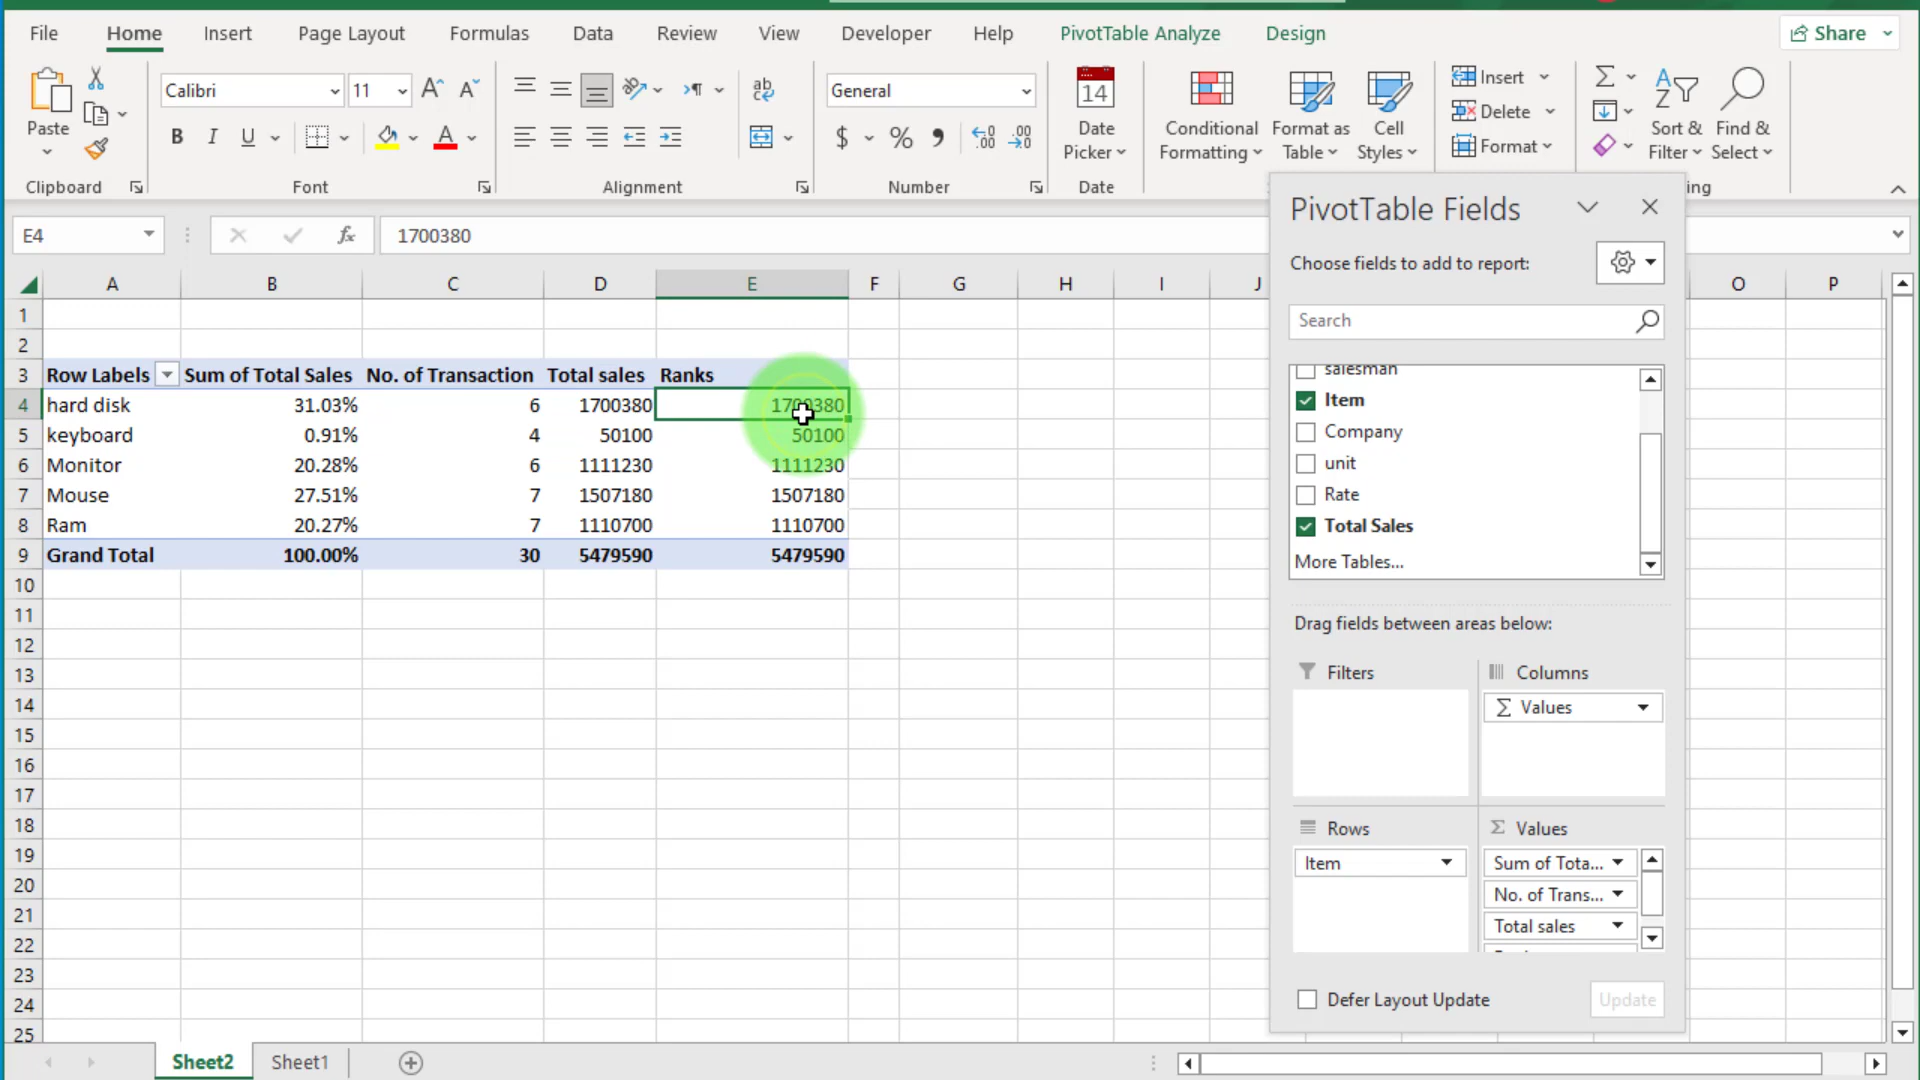 File Home Insert Page Layout Formulas Data Review View Developer Help PivotTable Analyze Design Share
Paste
Clipboard
Calibri 11
B I U A
Font
Alignment
General
$ % 9
Number
14
Date
Picker
Date
Conditional
Formatting
Format as
Table
Cell
Styles
Insert
Delete
Format
Sort &
Filter
Find &
Select
ing
E4
fx
1700380
A B C D E F G H I J O P
1
2
3 Row Labels Sum of Total Sales No. of Transaction Total sales Ranks
4 hard disk 31.03% 6 1700380 1700380
5 keyboard 0.91% 4 50100 50100
6 Monitor 20.28% 6 1111230 1111230
7 Mouse 27.51% 7 1507180 1507180
8 Ram 20.27% 7 1110700 1110700
9 Grand Total 100.00% 30 5479590 5479590
10
11
12
13
14
15
16
17
18
19
20
21
22
23
24
25
PivotTable Fields
Choose fields to add to report:
Search
salesman
Item
Company
unit
Rate
Total Sales
More Tables...
Drag fields between areas below:
Filters
Columns
Σ Values
Rows
Item
Σ Values
Sum of Tota...
No. of Trans...
Total sales
Defer Layout Update
Update
Sheet2 Sheet1